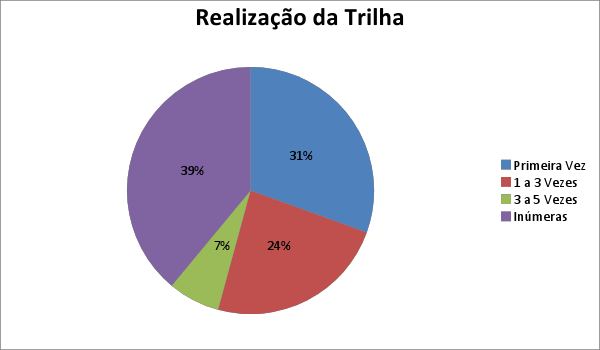 Realização da Trilha
31%
39%
7%
24%
Primeira Vez
1 a 3 Vezes
3 a 5 Vezes
Inúmeras